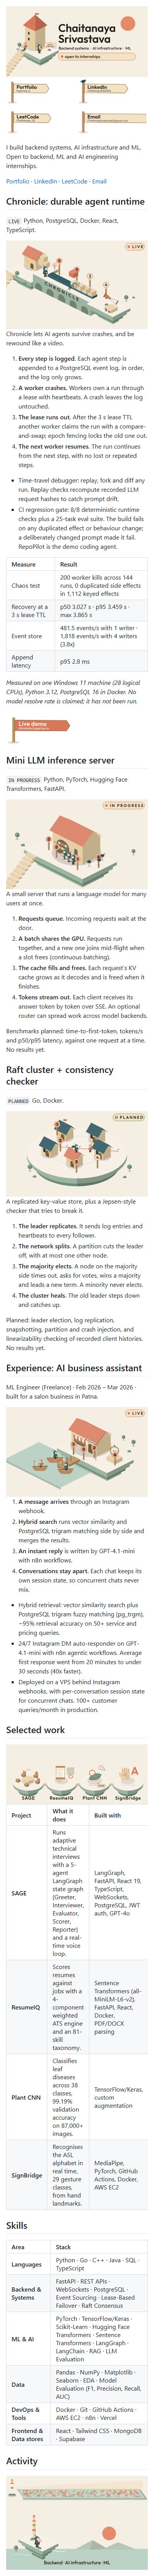 Chaitanaya
Srivastava
Backend systems · AI infrastructure · ML
open to internships
Portfolio
LinkedIn
LeetCode
Email
I build backend systems, AI infrastructure and ML.
Open to backend, ML and AI engineering
internships.
Portfolio · LinkedIn · LeetCode · Email
Chronicle: durable agent runtime
LIVE Python, PostgreSQL, Docker, React,
TypeScript.
LIVE
1
2
3
4
CHRONICLE
Chronicle lets AI agents survive crashes, and be
rewound like a video.
1. Every step is logged. Each agent step is
appended to a PostgreSQL event log, in order,
and the log only grows.
2. A worker crashes. Workers own a run through
a lease with heartbeats. A crash leaves the log
untouched.
3. The lease runs out. After the 3 s lease TTL
another worker claims the run with a compare-
and-swap; epoch fencing locks the old one out.
4. The next worker resumes. The run continues
from the next step, with no lost or repeated
steps.
• Time-travel debugger: replay, fork and diff any
run. Replay checks recompute recorded LLM
request hashes to catch prompt drift.
• CI regression gate: 8/8 deterministic runtime
checks plus a 25-task eval suite. The build fails
on any duplicated effect or behaviour change;
a deliberately changed prompt made it fail.
RepoPilot is the demo coding agent.
Measure Result
Chaos test 200 worker kills across 144
runs, 0 duplicated side effects
in 1,112 keyed effects
Recovery at a
3 s lease TTL p50 3.027 s · p95 3.459 s ·
max 3.865 s
Event store 481.5 events/s with 1 writer ·
1,818 events/s with 4 writers
(3.8x)
Append
latency p95 2.8 ms
Measured on one Windows 11 machine (28 logical
CPUs), Python 3.12, PostgreSQL 16 in Docker. No
model resolve rate is claimed; it has not been run.
Live demo
Mini LLM inference server
IN PROGRESS Python, PyTorch, Hugging Face
Transformers, FastAPI.
IN PROGRESS
A small server that runs a language model for many
users at once.
1. Requests queue. Incoming requests wait at the
door.
2. A batch shares the GPU. Requests run
together, and a new one joins mid-flight when
a slot frees (continuous batching).
3. The cache fills and frees. Each request's KV
cache grows as it decodes and is freed when it
finishes.
4. Tokens stream out. Each client receives its
answer token by token over SSE. An optional
router can spread work across model backends.
Benchmarks planned: time-to-first-token, tokens/s
and p50/p95 latency, against one request at a time.
No results yet.
Raft cluster + consistency
checker
PLANNED Go, Docker.
PLANNED
A replicated key-value store, plus a Jepsen-style
checker that tries to break it.
1. The leader replicates. It sends log entries and
heartbeats to every follower.
2. The network splits. A partition cuts the leader
off, with at most one other node.
3. The majority elects. A node on the majority
side times out, asks for votes, wins a majority
and leads a new term. A minority never elects.
4. The cluster heals. The old leader steps down
and catches up.
Planned: leader election, log replication,
snapshotting, partition and crash injection, and
linearizability checking of recorded client histories.
No results yet.
Experience: AI business assistant
ML Engineer (Freelance) · Feb 2026 – Mar 2026 ·
built for a salon business in Patna.
LIVE
1. A message arrives through an Instagram
webhook.
2. Hybrid search runs vector similarity and
PostgreSQL trigram matching side by side and
merges the results.
3. An instant reply is written by GPT-4.1-mini
with n8n workflows.
4. Conversations stay apart. Each chat keeps its
own session state, so concurrent chats never
mix.
• Hybrid retrieval: vector similarity search plus
PostgreSQL trigram fuzzy matching (pg_trgm),
~95% retrieval accuracy on 50+ service and
pricing queries.
• 24/7 Instagram DM auto-responder on GPT-
4.1-mini with n8n agentic workflows. Average
first response went from 20 minutes to under
30 seconds (40x faster).
• Deployed on a VPS behind Instagram
webhooks, with per-conversation session state
for concurrent chats. 100+ customer
queries/month in production.
Selected work
A
SAGE ResumeIQ Plant CNN SignBridge
Project What it
does Built with
SAGE Runs
adaptive
technical
interviews
with a 5-
agent
LangGraph
state graph
(Greeter,
Interviewer,
Evaluator,
Scorer,
Reporter)
and a real-
time voice
loop. LangGraph,
FastAPI, React 19,
TypeScript,
WebSockets,
PostgreSQL, JWT
auth, GPT-4o
ResumeIQ Scores
resumes
against
jobs with a
4-
component
weighted
ATS engine
and an 81-
skill
taxonomy. Sentence
Transformers (all-
MiniLM-L6-v2),
FastAPI, React,
Docker,
PDF/DOCX
parsing
Plant CNN Classifies
leaf
diseases
across 38
classes,
99.19%
validation
accuracy
on 87,000+
images. TensorFlow/Keras,
custom
augmentation
SignBridge Recognises
the ASL
alphabet in
real time,
29 gesture
classes,
from hand
landmarks. MediaPipe,
PyTorch, GitHub
Actions, Docker,
AWS EC2
Skills
Area Stack
Languages Python · Go · C++ · Java · SQL ·
TypeScript
Backend &
Systems FastAPI · REST APIs ·
WebSockets · PostgreSQL ·
Event Sourcing · Lease-Based
Failover · Raft Consensus
ML & AI PyTorch · TensorFlow/Keras ·
Scikit-Learn · Hugging Face
Transformers · Sentence
Transformers · LangGraph ·
LangChain · RAG · LLM
Evaluation
Data Pandas · NumPy · Matplotlib ·
Seaborn · EDA · Model
Evaluation (F1, Precision, Recall,
AUC)
DevOps &
Tools Docker · Git · GitHub Actions ·
AWS EC2 · n8n · Vercel
Frontend &
Data stores React · Tailwind CSS · MongoDB
· Supabase
Activity
Backend · AI infrastructure · ML